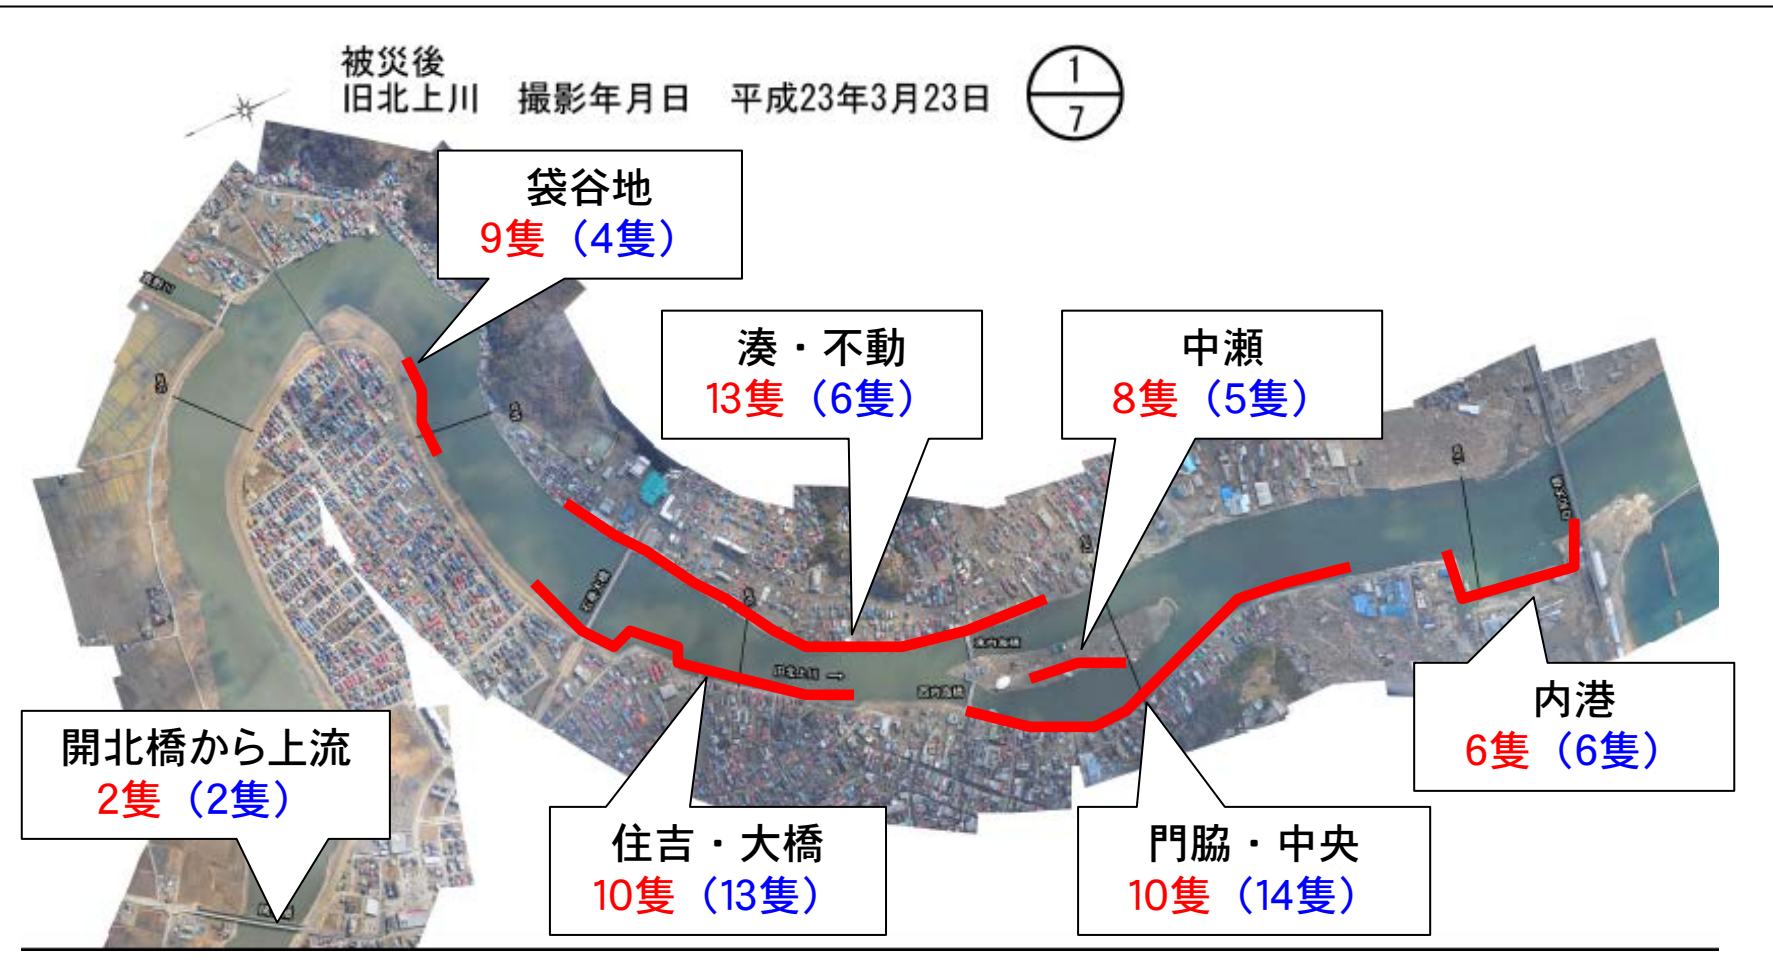 被災後
旧北上川 撮影年月日 平成23年3月23日
1
7
袋谷地
9隻（4隻）
湊・不動
13隻（6隻）
中瀬
8隻（5隻）
内港
6隻（6隻）
開北橋から上流
2隻（2隻）
住吉・大橋
10隻（13隻）
門脇・中央
10隻（14隻）
旧北上川 →